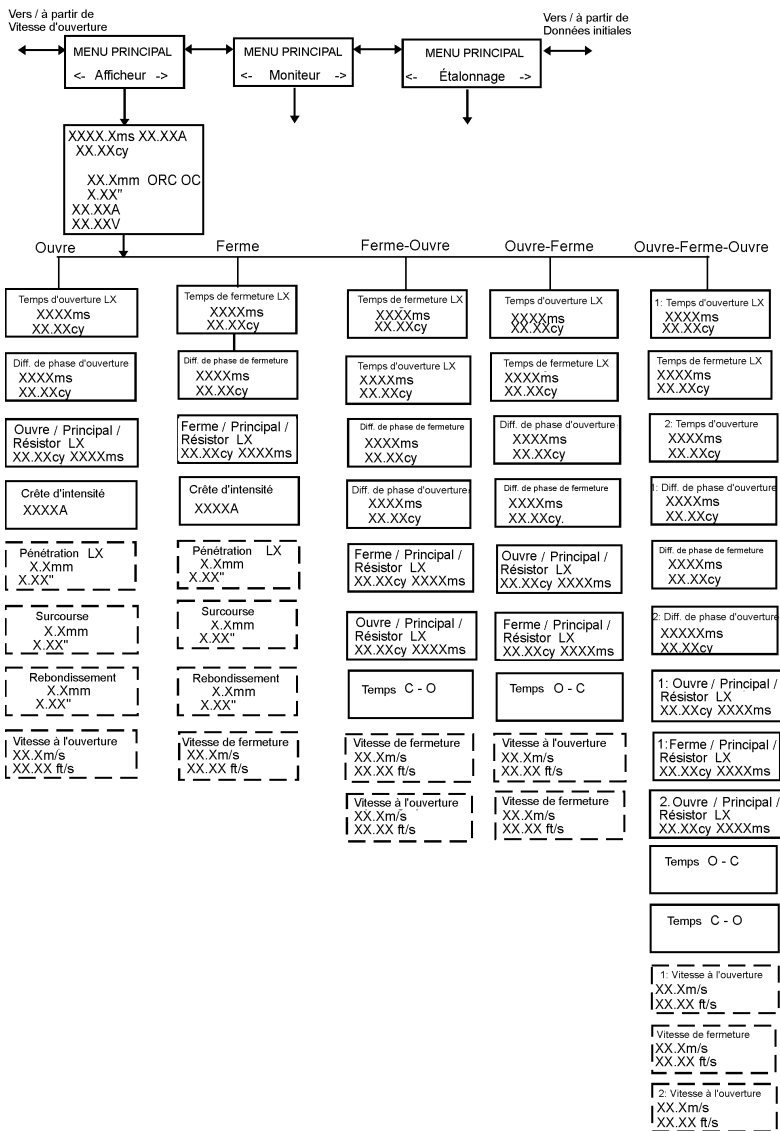 Vers / à partir de
Vitesse d'ouverture
Vers / à partir de
Données initiales
MENU PRINCIPAL
<- Afficheur ->
MENU PRINCIPAL
<- Moniteur ->
MENU PRINCIPAL
<- Étalonnage ->
XXXX.Xms XX.XXA
XX.XXcy
XX.Xmm ORC OC
X.XX"
XX.XXA
XX.XXV
Ouvre
Temps d'ouverture LX
XXXXms
XX.XXcy
Diff. de phase d'ouverture
XXXXms
XX.XXcy
Ouvre / Principal /
Résistor LX
XX.XXcy XXXXms
Crête d'intensité
XXXXA
Pénétration LX
X.Xmm
X.XX"
Surcourse
X.Xmm
X.XX"
Rebondissement
X.Xmm
X.XX"
Vitesse à l'ouverture
XX.Xm/s
XX.XX ft/s
Ferme
Temps de fermeture LX
XXXXms
XX.XXcy
Diff. de phase de fermeture
XXXXms
XX.XXcy
Ferme / Principal /
Résistor LX
XX.XXcy XXXXms
Crête d'intensité
XXXXA
Pénétration LX
X.Xmm
X.XX"
Surcourse
X.Xmm
X.XX"
Rebondissement
X.Xmm
X.XX"
Vitesse de fermeture
XX.Xm/s
XX.XX ft/s
Ferme-Ouvre
Temps de fermeture LX
XXXXms
XX.XXcy
Temps d'ouverture LX
XXXXms
XX.XXcy
Diff. de phase de fermeture
XXXXms
XX.XXcy
Diff. de phase d'ouverture
XXXXms
XX.XXcy
Ferme / Principal /
Résistor LX
XX.XXcy XXXXms
Ouvre / Principal /
Résistor LX
XX.XXcy XXXXms
Temps C - O
Vitesse de fermeture
XX.Xm/s
XX.XX ft/s
Vitesse à l'ouverture
XX.Xm/s
XX.XX ft/s
Ouvre-Ferme
Temps d'ouverture LX
XXXXms
XX.XXcy
Temps de fermeture LX
XXXXms
XX.XXcy
Diff. de phase d'ouverture
XXXXms
XX.XXcy
Diff. de phase de fermeture
XXXXms
XX.XXcy.
Ouvre / Principal /
Résistor LX
XX.XXcy XXXXms
Ferme / Principal /
Résistor LX
XX.XXcy XXXXms
Temps O - C
Vitesse à l'ouverture
XX.Xm/s
XX.XX ft/s
Vitesse de fermeture
XX.Xm/s
XX.XX ft/s
Ouvre-Ferme-Ouvre
1: Temps d'ouverture LX
XXXXms
XX.XXcy
Temps de fermeture LX
XXXXms
XX.XXcy
2: Temps d'ouverture
XXXXms
XX.XXcy
1: Diff. de phase d'ouverture
XXXXms
XX.XXcy
Diff. de phase de fermeture
XXXXms
XX.XXcy
2: Diff. de phase d'ouverture
XXXXXms
XX.XXcy
1: Ouvre / Principal /
Résistor LX
XX.XXcy XXXXms
1:Ferme / Principal /
Résistor LX
XX.XXcy XXXXms
2. Ouvre / Principal /
Résistor LX
XX.XXcy XXXXms
Temps O - C
Temps C - O
1: Vitesse à l'ouverture
XX.Xm/s
XX.XX ft/s
Vitesse de fermeture
XX.Xm/s
XX.XX ft/s
2: Vitesse à l'ouverture
XX.Xm/s
XX.XX ft/s